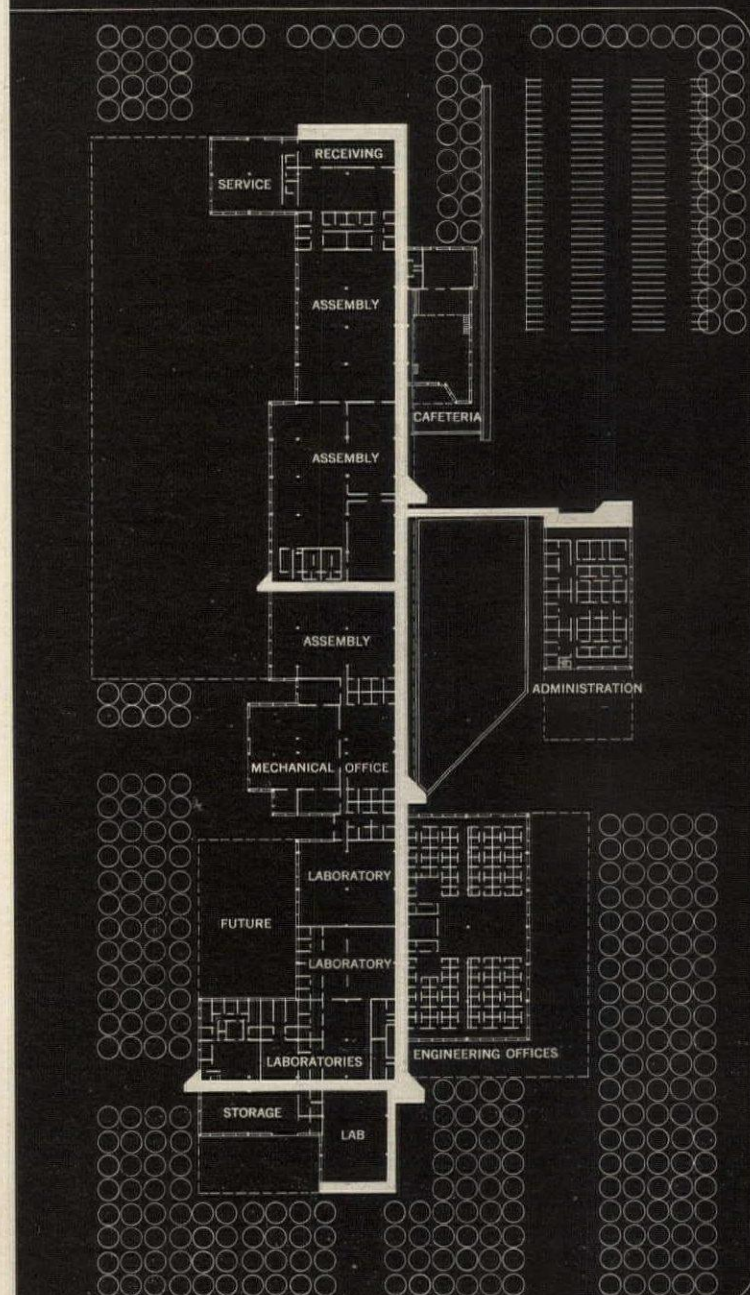 RECEIVING
SERVICE
ASSEMBLY
CAFETERIA
ASSEMBLY
ASSEMBLY
ADMINISTRATION
MECHANICAL OFFICE
LABORATORY
FUTURE
LABORATORY
LABORATORIES
ENGINEERING OFFICES
STORAGE
LAB